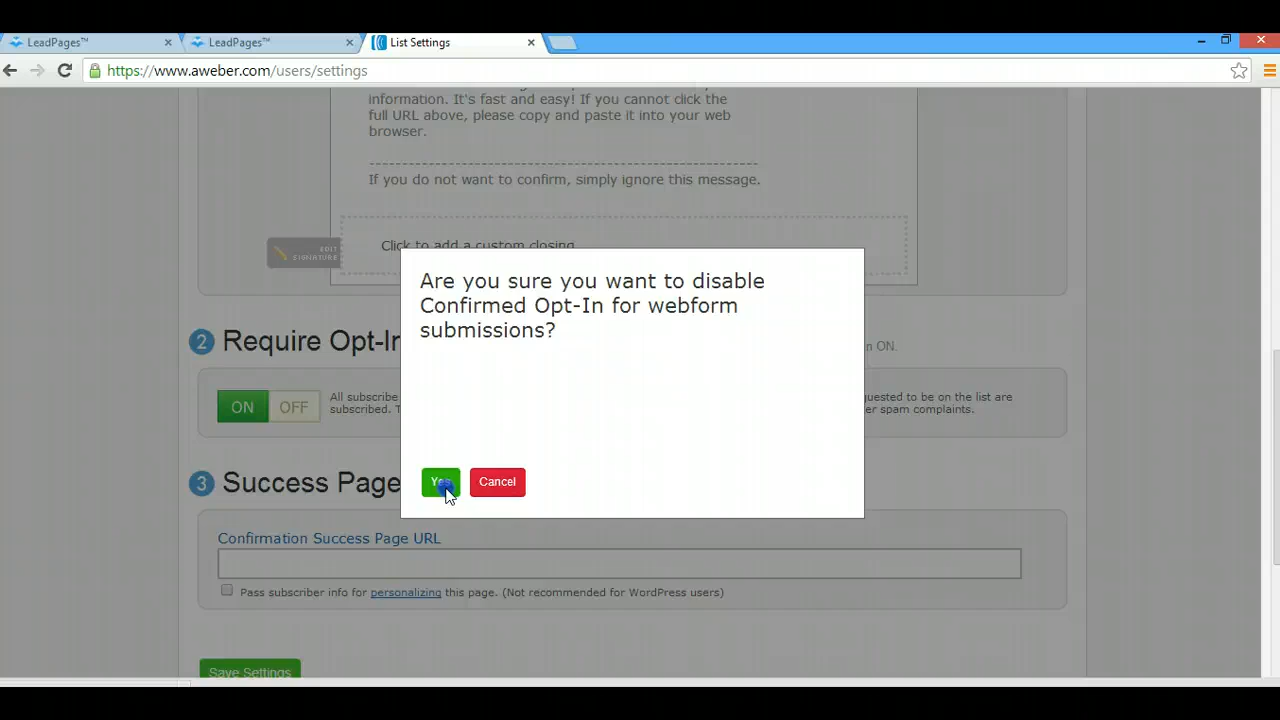 LeadPages™
LeadPages™
List Settings
https://www.aweber.com/users/settings
information. It's fast and easy! If you cannot click the
full URL above, please copy and paste it into your web
browser.
If you do not want to confirm, simply ignore this message.
Click to add a custom closing
EDIT
SIGNATURE
Are you sure you want to disable
Confirmed Opt-In for webform
submissions?
2 Require Opt-In
ON.
ON OFF
All subscribe
subscribed.
on the list are
spam complaints.
Yes Cancel
3 Success Page
Confirmation Success Page URL
Pass subscriber info for personalizing this page. (Not recommended for WordPress users)
Save Settings